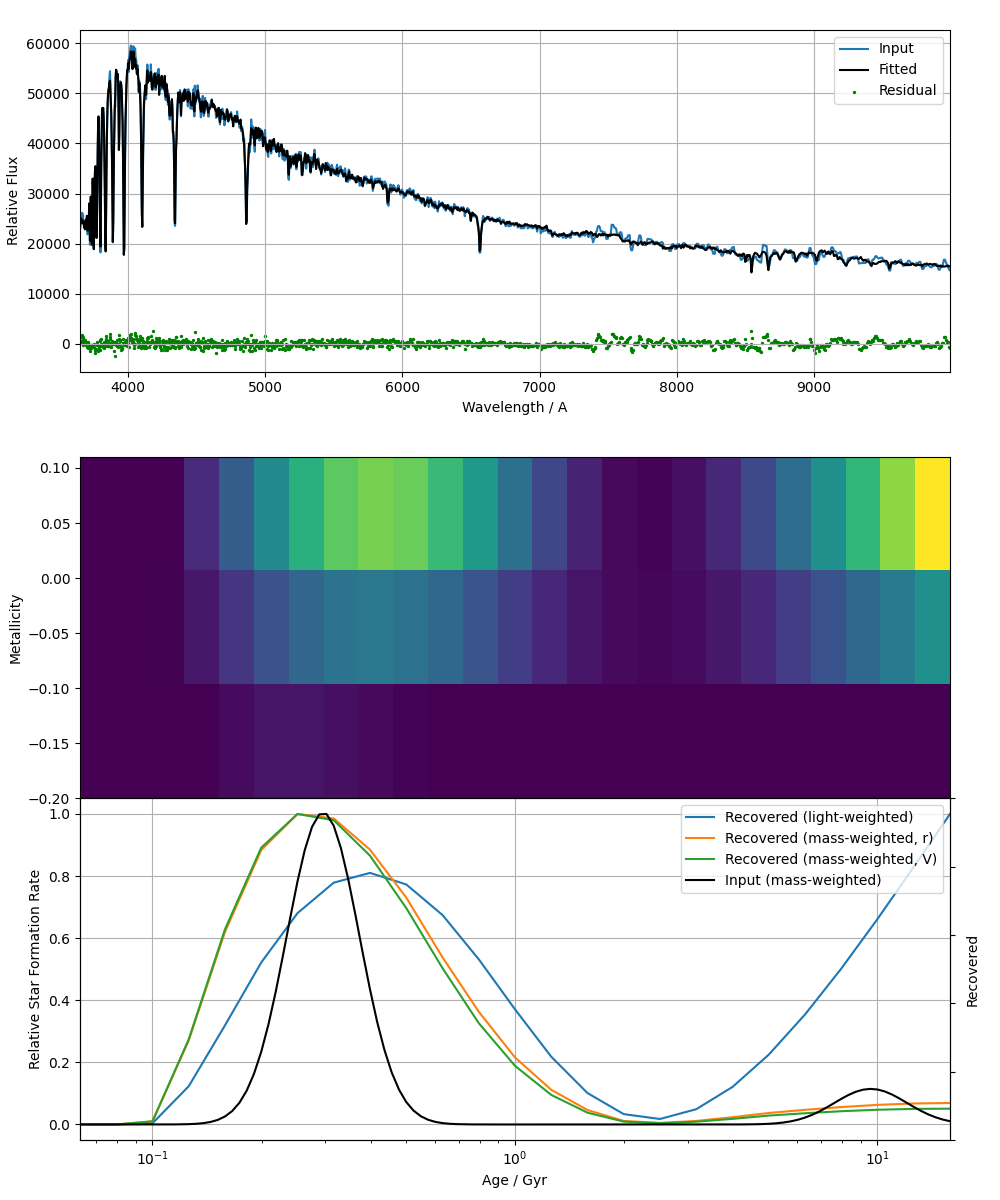 60000
50000
40000
30000
20000
10000
0
Relative Flux
Input
Fitted
Residual
4000 5000 6000 7000 8000 9000
Wavelength / A
0.10
0.05
0.00
−0.05
−0.10
−0.15
−0.20
Metallicity
1.0
0.8
0.6
0.4
0.2
0.0
Relative Star Formation Rate
Recovered (light-weighted)
Recovered (mass-weighted, r)
Recovered (mass-weighted, V)
Input (mass-weighted)
Recovered
10⁻¹ 10⁰ 10¹
Age / Gyr